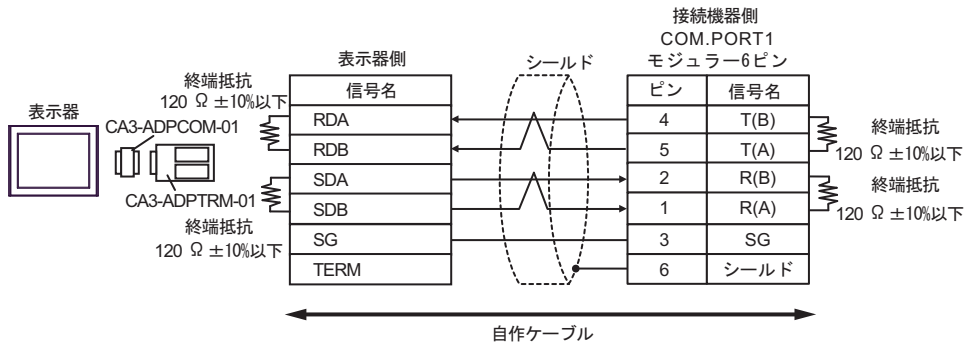 接続機器側
COM.PORT1
モジュラー6ピン
表示器側
シールド
終端抵抗
120 Ω ±10%以下
表示器
CA3-ADPCOM-01
CA3-ADPTRM-01
終端抵抗
120 Ω ±10%以下
信号名
RDA
RDB
SDA
SDB
SG
TERM
ピン 信号名
4 T(B)
5 T(A)
2 R(B)
1 R(A)
3 SG
6 シールド
終端抵抗
120 Ω ±10%以下
終端抵抗
120 Ω ±10%以下
自作ケーブル